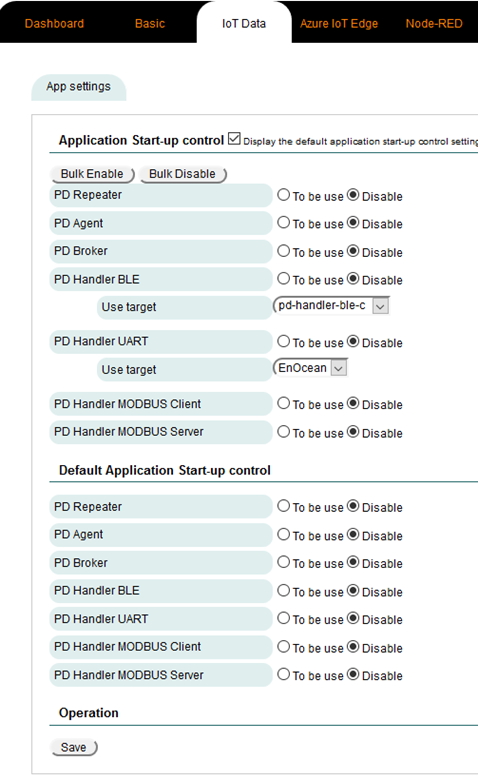 Dashboard Basic IoT Data Azure IoT Edge Node-RED
App settings
Application Start-up control Display the default application start-up control setting
Bulk Enable Bulk Disable
PD Repeater To be use Disable
PD Agent To be use Disable
PD Broker To be use Disable
PD Handler BLE To be use Disable
Use target pd-handler-ble-c
PD Handler UART To be use Disable
Use target EnOcean
PD Handler MODBUS Client To be use Disable
PD Handler MODBUS Server To be use Disable
Default Application Start-up control
PD Repeater To be use Disable
PD Agent To be use Disable
PD Broker To be use Disable
PD Handler BLE To be use Disable
PD Handler UART To be use Disable
PD Handler MODBUS Client To be use Disable
PD Handler MODBUS Server To be use Disable
Operation
Save